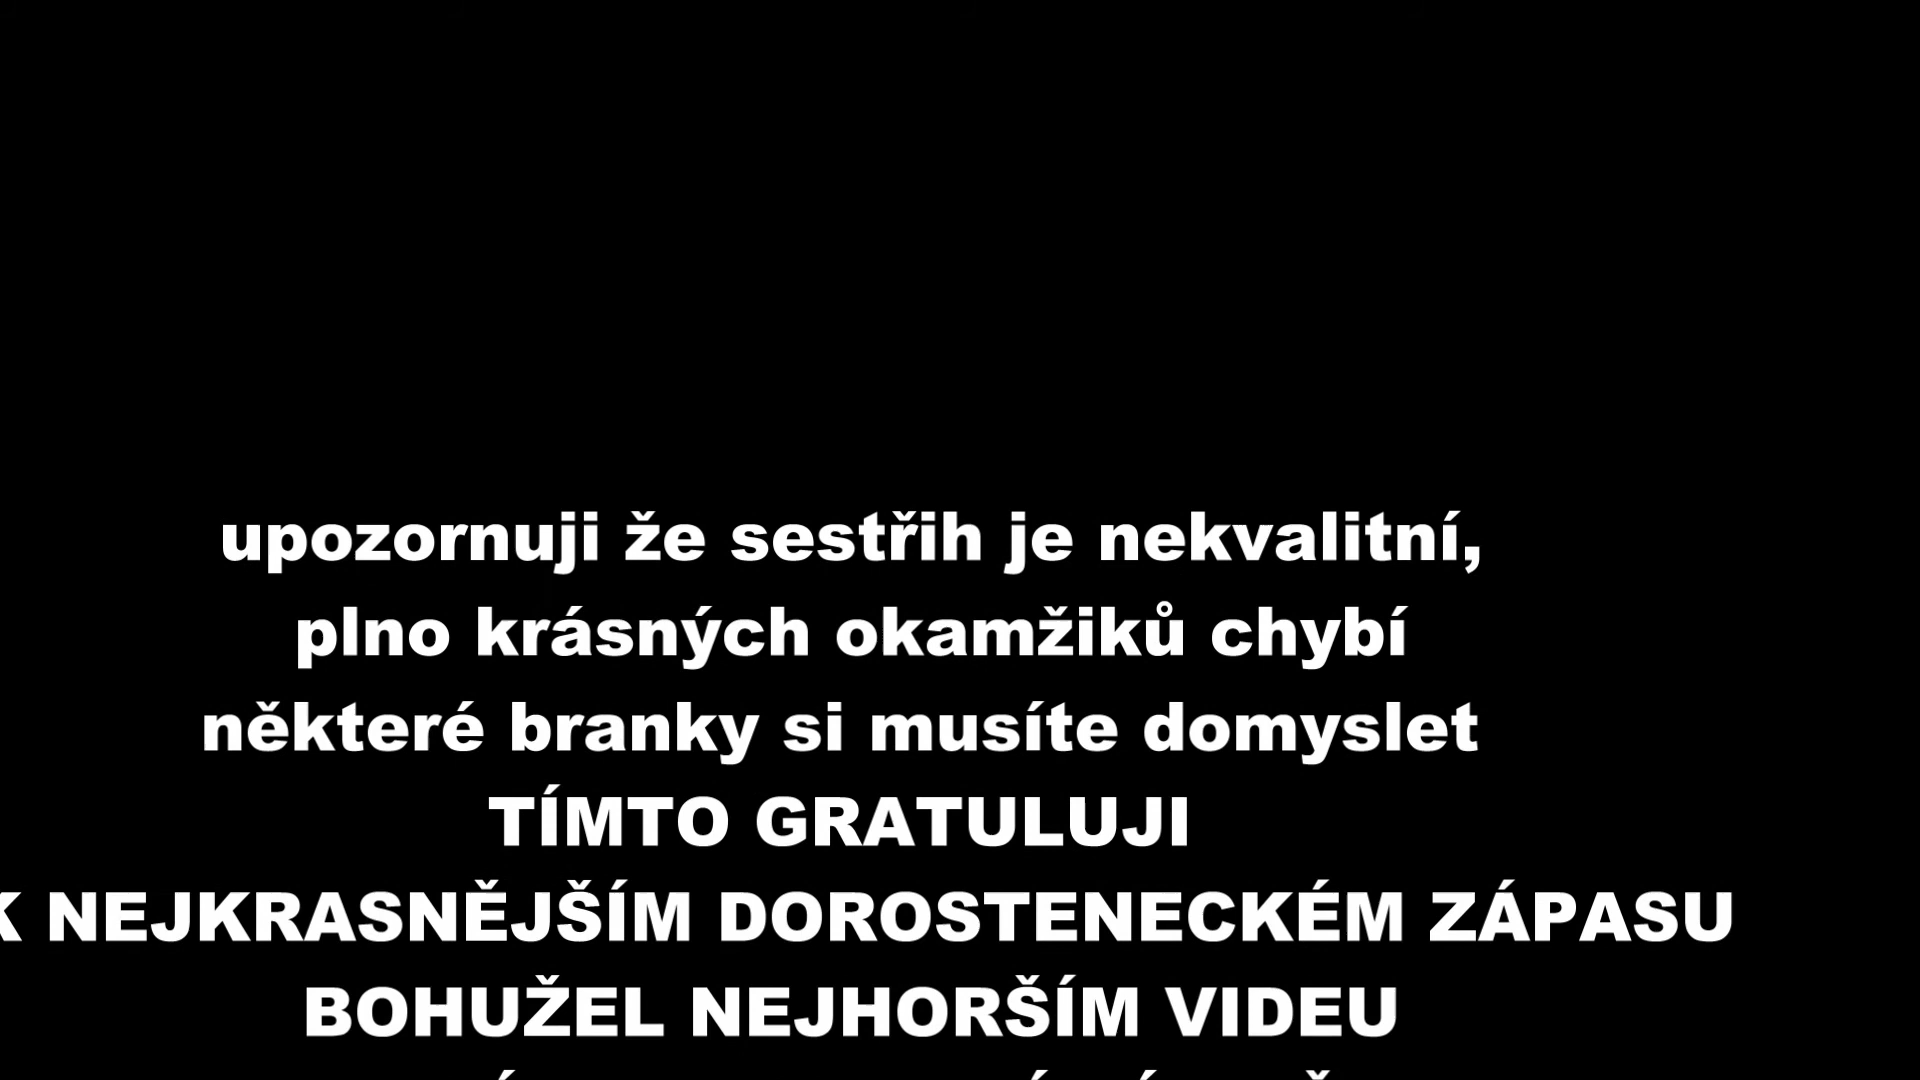 upozornuji že sestřih je nekvalitní,
plno krásných okamžiků chybí
některé branky si musíte domyslet
TÍMTO GRATULUJI
K NEJKRASNĚJŠÍM DOROSTENECKÉM ZÁPASU
BOHUŽEL NEJHORŠÍM VIDEU